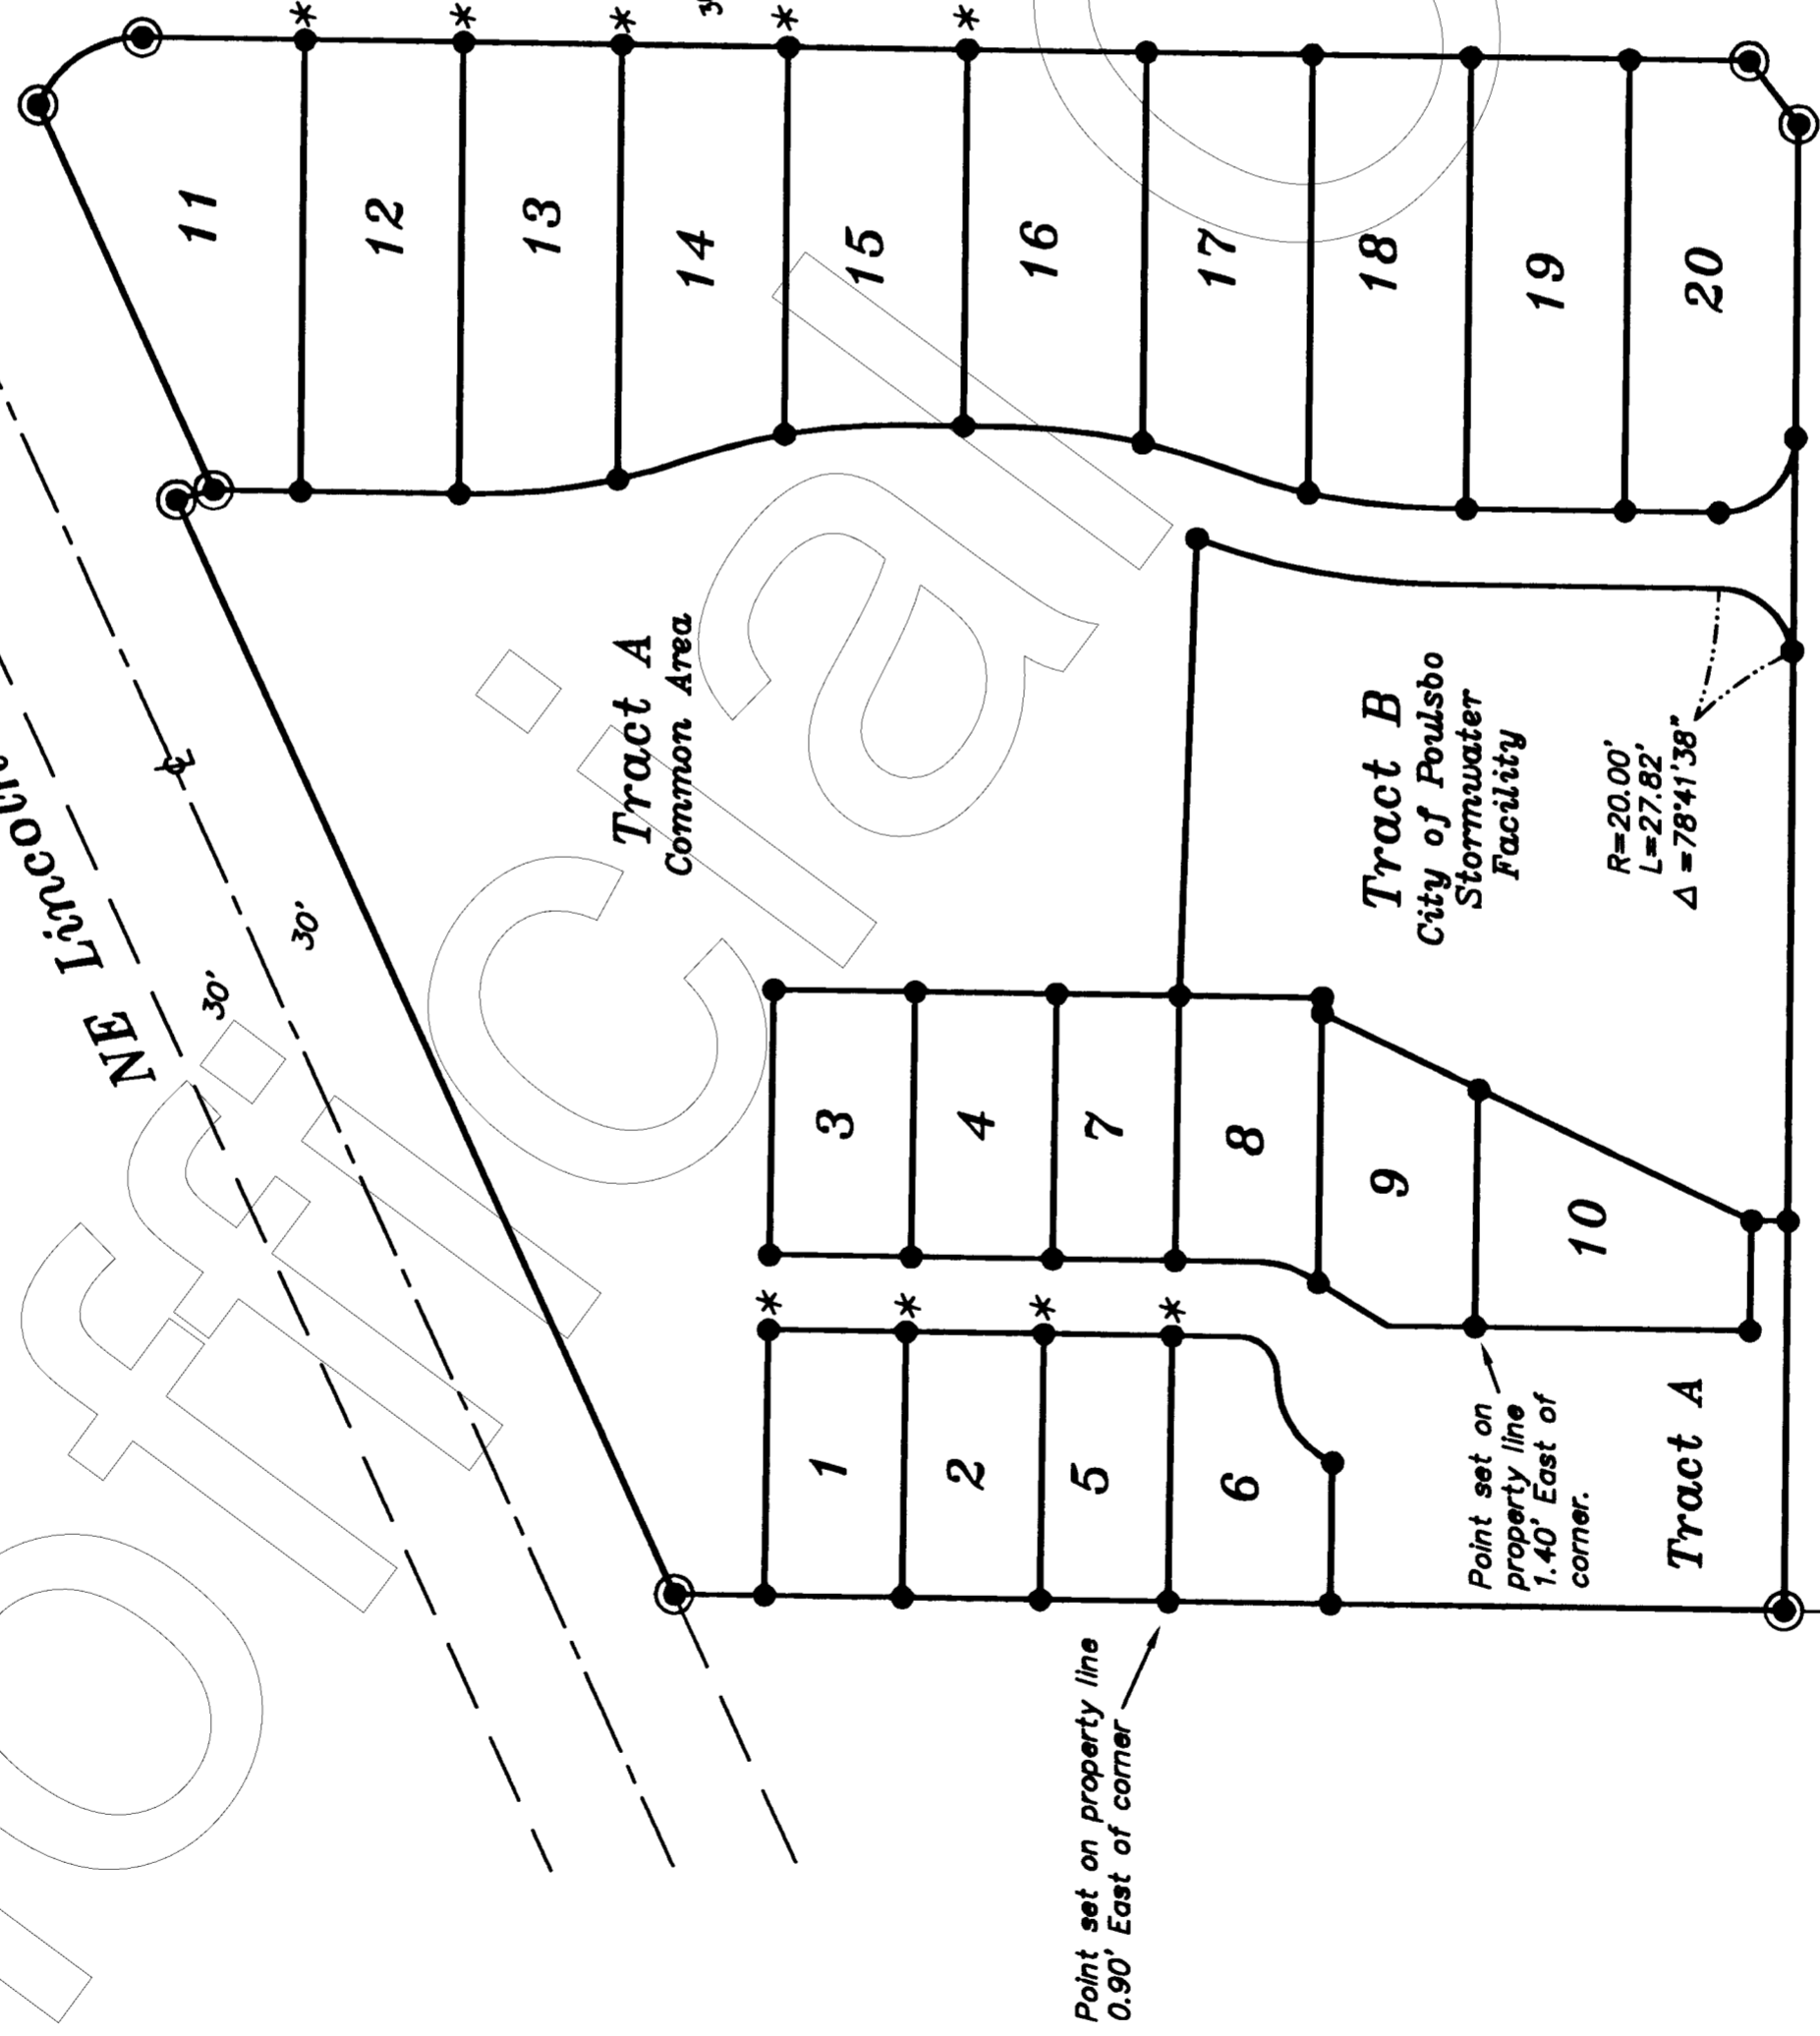 NE Lincoln
30'
30'
11
12
13
14
15
16
17
18
19
20
Tract A
Common Area
Tract B
City of Poulsbo
Stormwater
Facility
R=20.00'
L=27.82'
Δ=78°41'38"
3
4
7
8
9
10
1
2
5
6
Point set on
property line
1.40' East of
corner.
Tract A
Point set on property line
0.90' East of corner
* * * * *
* * * *